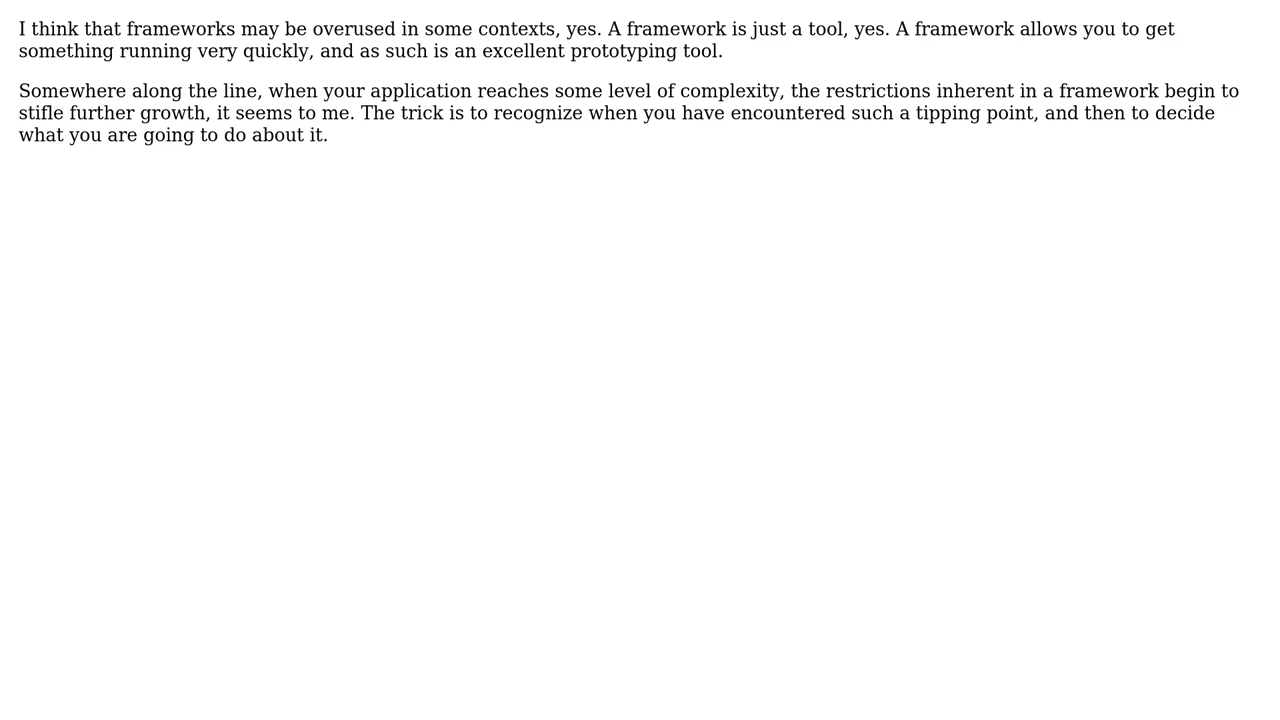 I think that frameworks may be overused in some contexts, yes. A framework is just a tool, yes. A framework allows you to get
something running very quickly, and as such is an excellent prototyping tool.
Somewhere along the line, when your application reaches some level of complexity, the restrictions inherent in a framework begin to
stifle further growth, it seems to me. The trick is to recognize when you have encountered such a tipping point, and then to decide
what you are going to do about it.